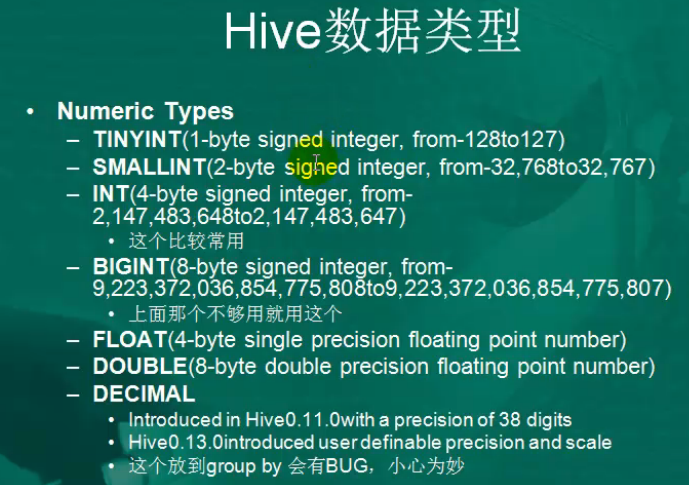 Hive数据类型
• Numeric Types
– TINYINT(1-byte signed integer, from-128to127)
– SMALLINT(2-byte signed integer, from-32,768to32,767)
– INT(4-byte signed integer, from-
2,147,483,648to2,147,483,647)
• 这个比较常用
– BIGINT(8-byte signed integer, from-
9,223,372,036,854,775,808to9,223,372,036,854,775,807)
• 上面那个不够用就用这个
– FLOAT(4-byte single precision floating point number)
– DOUBLE(8-byte double precision floating point number)
– DECIMAL
• Introduced in Hive0.11.0with a precision of 38 digits
• Hive0.13.0introduced user definable precision and scale
• 这个放到group by 会有BUG，小心为妙